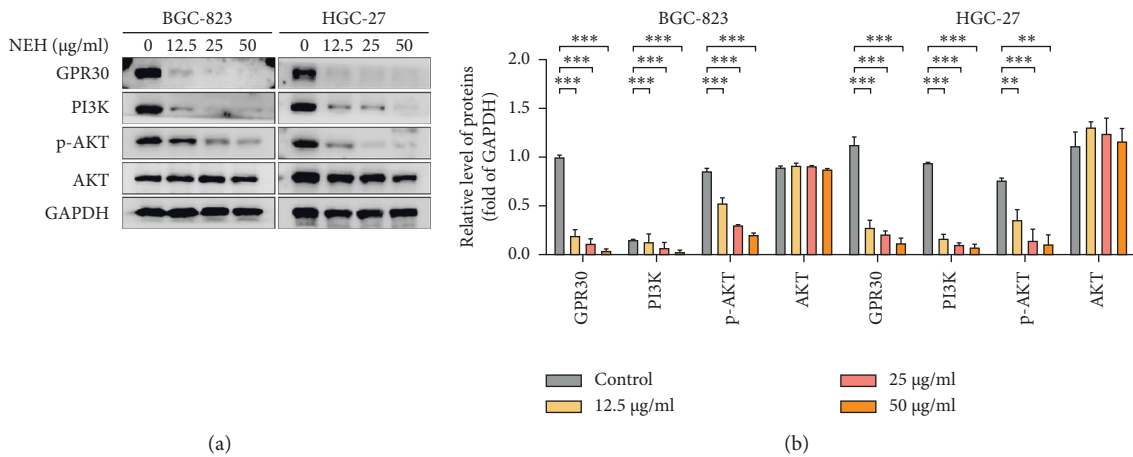 BGC-823 HGC-27
NEH (μg/ml) 0 12.5 25 50 0 12.5 25 50
GPR30
PI3K
p-AKT
AKT
GAPDH
(a)
BGC-823 HGC-27
*** *** *** *** *** **
*** *** *** *** *** ***
*** *** *** *** *** **
Relative level of proteins
(fold of GAPDH)
2.0
1.5
1.0
0.5
0.0
GPR30 PI3K p-AKT AKT GPR30 PI3K p-AKT AKT
Control 25 μg/ml
12.5 μg/ml 50 μg/ml
(b)